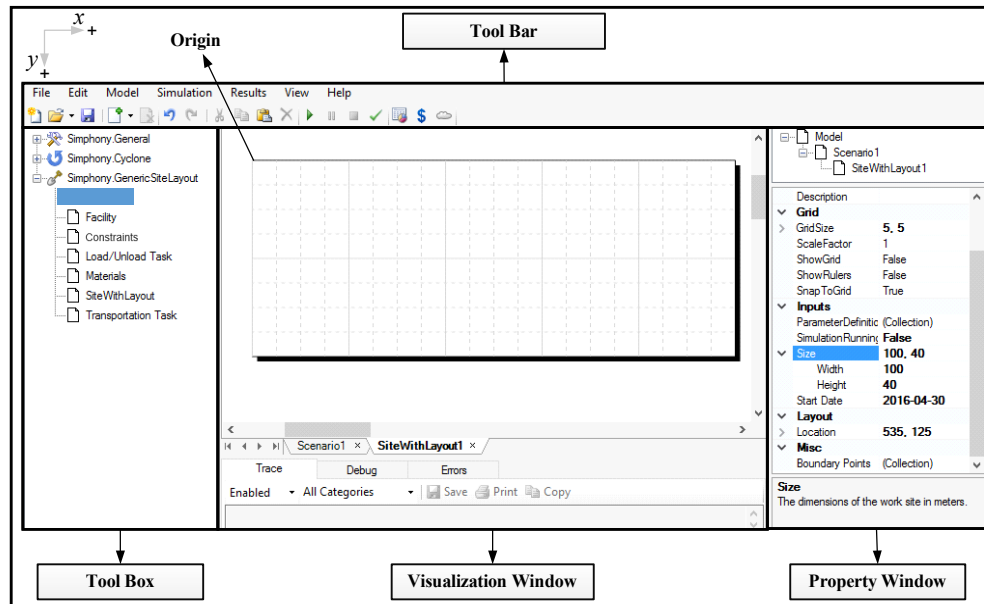 x
+
y
+
Origin
Tool Bar
File Edit Model Simulation Results View Help
$
Simphony.General
Simphony.Cyclone
Simphony.GenericSiteLayout
Facility
Constraints
Load/Unload Task
Materials
SiteWithLayout
Transportation Task
Scenario1 × SiteWithLayout1 ×
Trace Debug Errors
Enabled All Categories Save Print Copy
Model
Scenario1
SiteWithLayout1
Description
Grid
GridSize 5, 5
ScaleFactor 1
ShowGrid False
ShowRulers False
SnapToGrid True
Inputs
ParameterDefinitic (Collection)
SimulationRunning False
Size 100, 40
Width 100
Height 40
Start Date 2016-04-30
Layout
Location 535, 125
Misc
Boundary Points (Collection)
Size
The dimensions of the work site in meters.
Tool Box
Visualization Window
Property Window